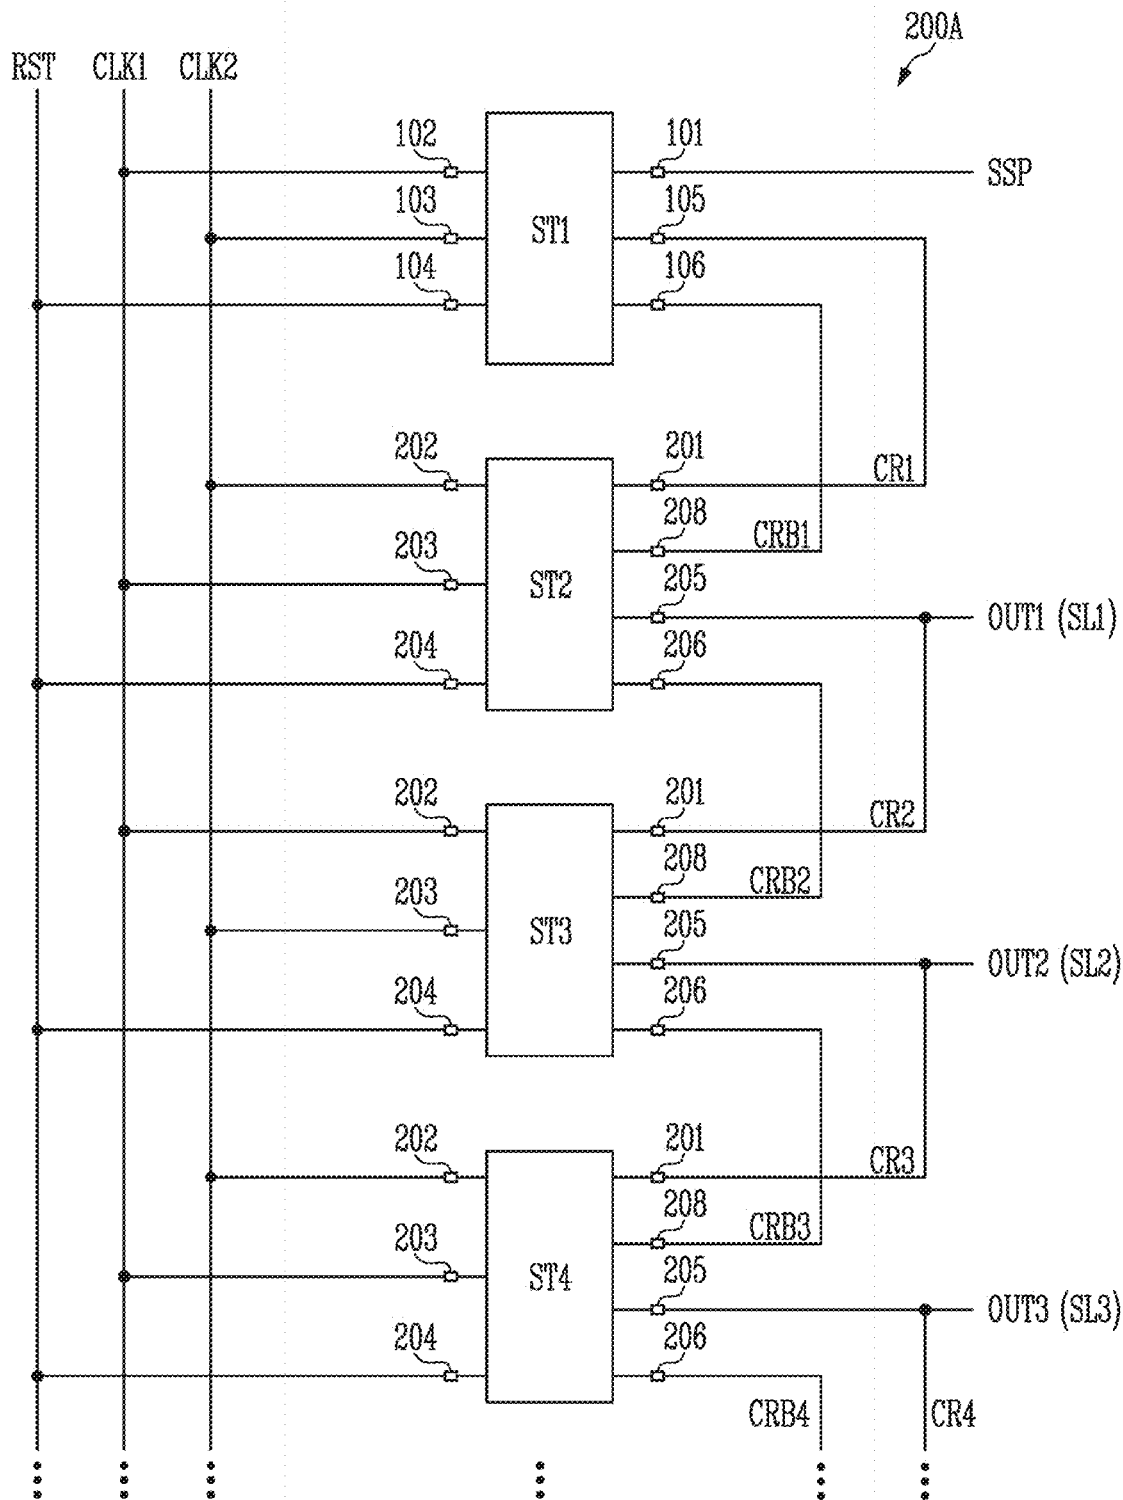 200A
RST CLK1 CLK2
102 101
SSP
103 105
ST1
104 106
202 201
CR1
208
CRB1
203
ST2
205
OUT1 (SL1)
204 206
202 201
CR2
208
CRB2
203
ST3
205
OUT2 (SL2)
204 206
202 201
CR3
208
CRB3
203
ST4
205
OUT3 (SL3)
204 206
CRB4 CR4